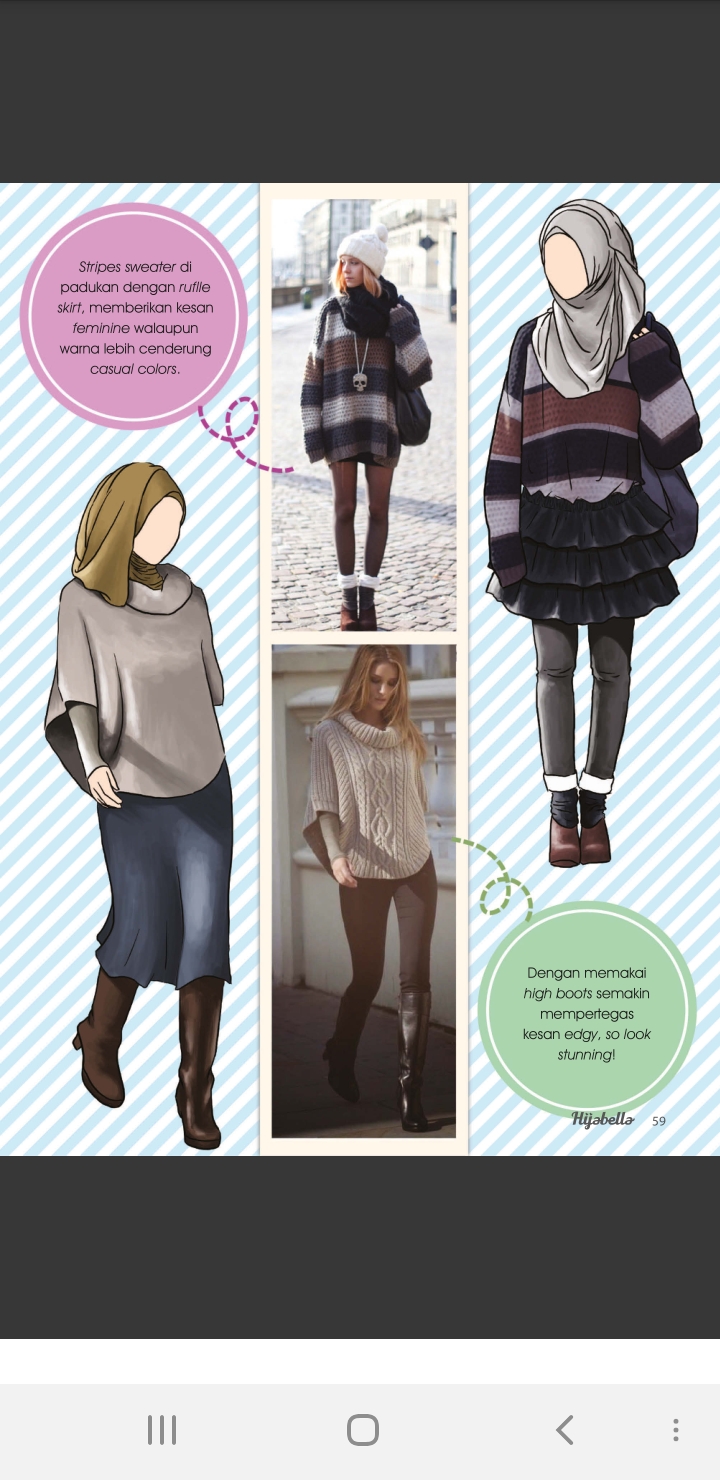 Stripes sweater di
padukan dengan ruflle
skirt, memberikan kesan
feminine walaupun
warna lebih cenderung
casual colors.
Dengan memakai
high boots semakin
mempertegas
kesan edgy, so look
stunning!
Hijabella 59